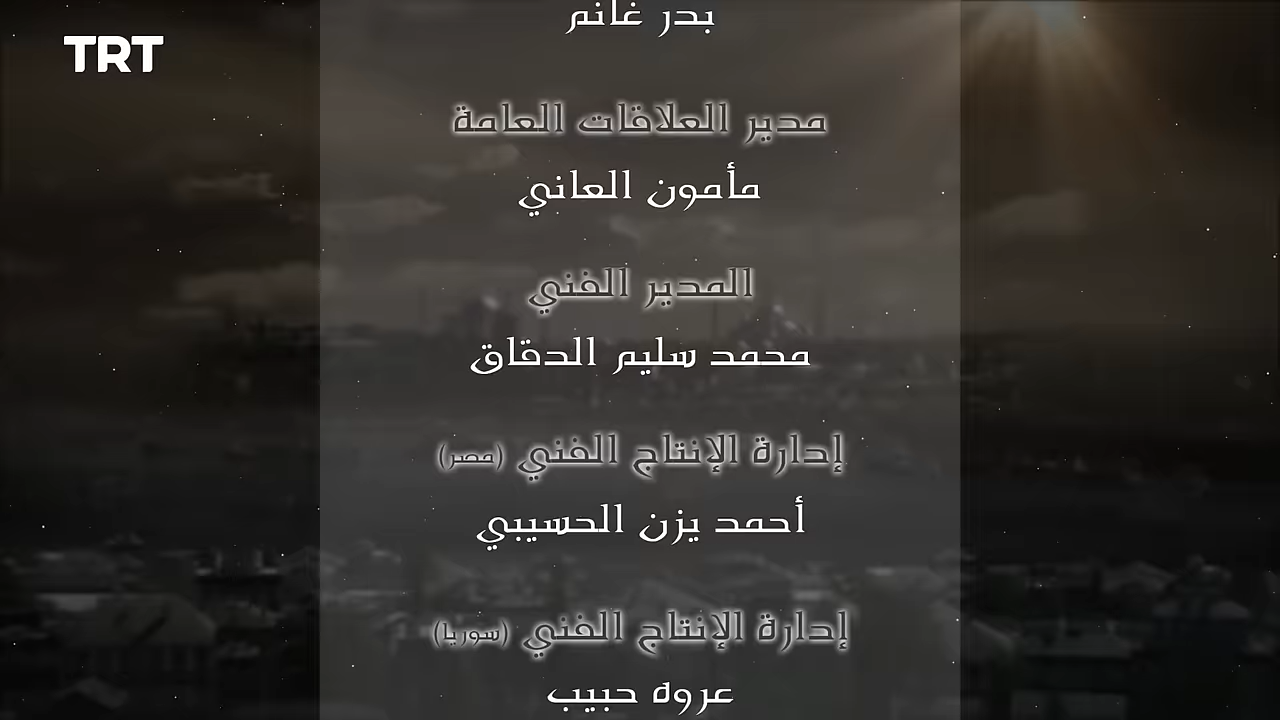 TRT
بدر غانم
مدير العلاقات العامة
مأمون العاني
المدير الفني
محمد سليم الدقاق
إدارة الإنتاج الفني (مصر)
أحمد يزن الحسيبي
إدارة الإنتاج الفني (سوريا)
عروة حبيب